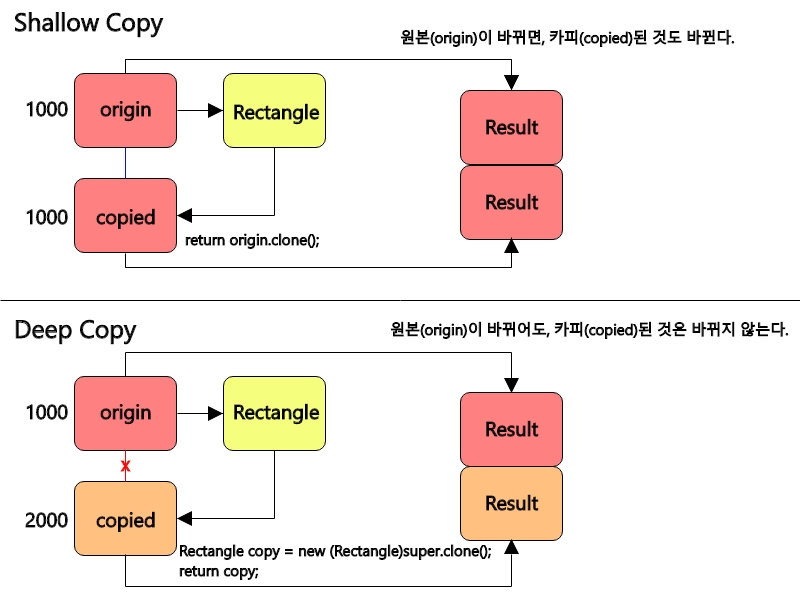 Shallow Copy
원본(origin)이 바뀌면, 카피(copied)된 것도 바뀐다.
1000
origin
Rectangle
Result
1000
copied
Result
return origin.clone();
Deep Copy
원본(origin)이 바뀌어도, 카피(copied)된 것은 바뀌지 않는다.
1000
origin
Rectangle
Result
X
2000
copied
Result
Rectangle copy = new (Rectangle)super.clone();
return copy;